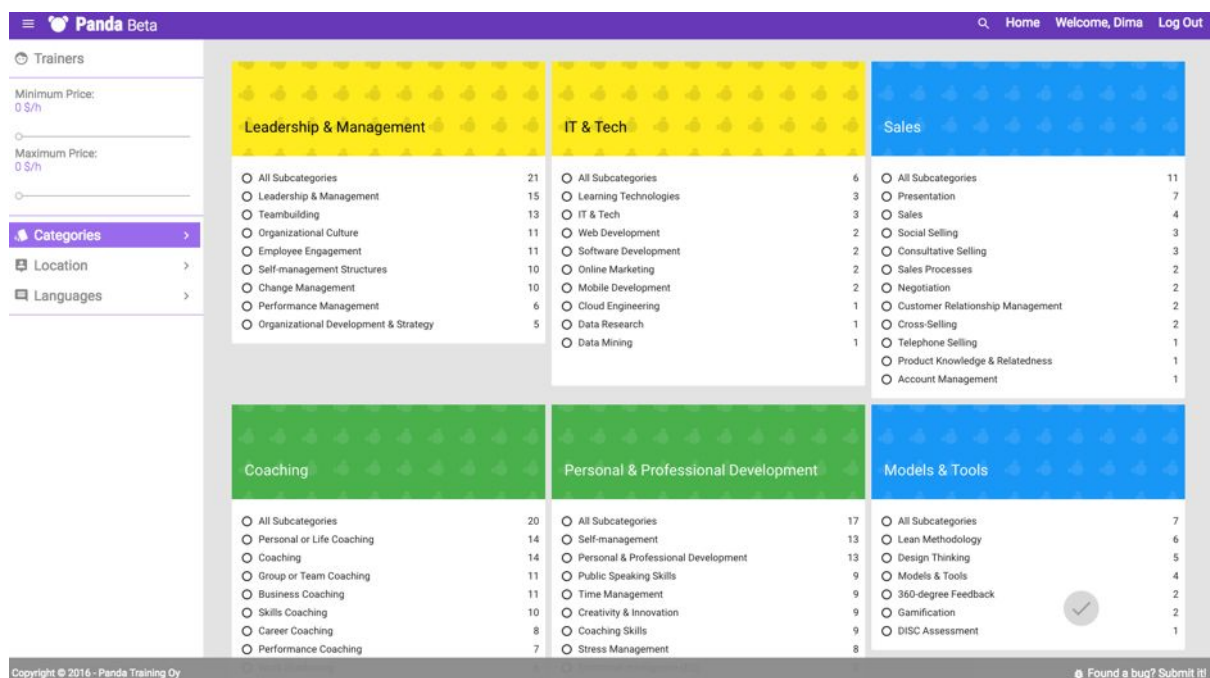 Panda Beta
Home Welcome, Dima Log Out
Trainers
Minimum Price:
0 $/h
Maximum Price:
0 $/h
Categories
Location
Languages
Leadership & Management
All Subcategories 21
Leadership & Management 15
Teambuilding 13
Organizational Culture 11
Employee Engagement 11
Self-management Structures 10
Change Management 10
Performance Management 6
Organizational Development & Strategy 5
IT & Tech
All Subcategories 6
Learning Technologies 3
IT & Tech 3
Web Development 2
Software Development 2
Online Marketing 2
Mobile Development 2
Cloud Engineering 1
Data Research 1
Data Mining 1
Sales
All Subcategories 11
Presentation 7
Sales 4
Social Selling 3
Consultative Selling 3
Sales Processes 2
Negotiation 2
Customer Relationship Management 2
Cross-Selling 2
Telephone Selling 1
Product Knowledge & Relatedness 1
Account Management 1
Coaching
All Subcategories 20
Personal or Life Coaching 14
Coaching 14
Group or Team Coaching 11
Business Coaching 11
Skills Coaching 10
Career Coaching 8
Performance Coaching 7
Personal & Professional Development
All Subcategories 17
Self-management 13
Personal & Professional Development 13
Public Speaking Skills 9
Time Management 9
Creativity & Innovation 9
Coaching Skills 9
Stress Management 8
Models & Tools
All Subcategories 7
Lean Methodology 6
Design Thinking 5
Models & Tools 4
360-degree Feedback 2
Gamification 2
DISC Assessment 1
Copyright © 2016 - Panda Training Oy
Found a bug? Submit it!